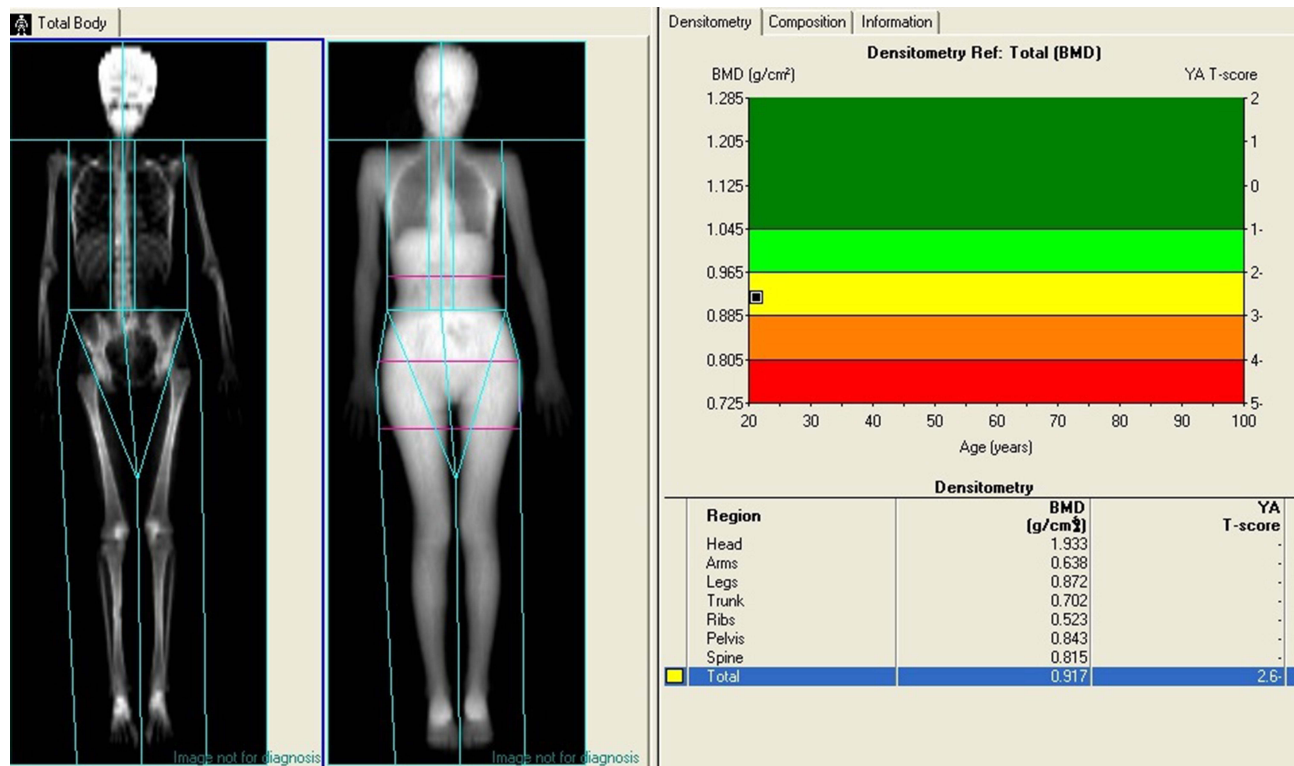 Total Body
Image not for diagnosis
Image not for diagnosis
Densitometry Composition Information
Densitometry Ref: Total (BMD)
BMD (g/cm²) YA T-score
1.285 2
1.205 1
1.125 0
1.045 1-
0.965 2-
0.885 3-
0.805 4-
0.725 5-
20 30 40 50 60 70 80 90 100
Age (years)
Densitometry
Region BMD (g/cm²) YA T-score
Head 1.933 -
Arms 0.638 -
Legs 0.872 -
Trunk 0.702 -
Ribs 0.523 -
Pelvis 0.843 -
Spine 0.815 -
Total 0.917 2.6-